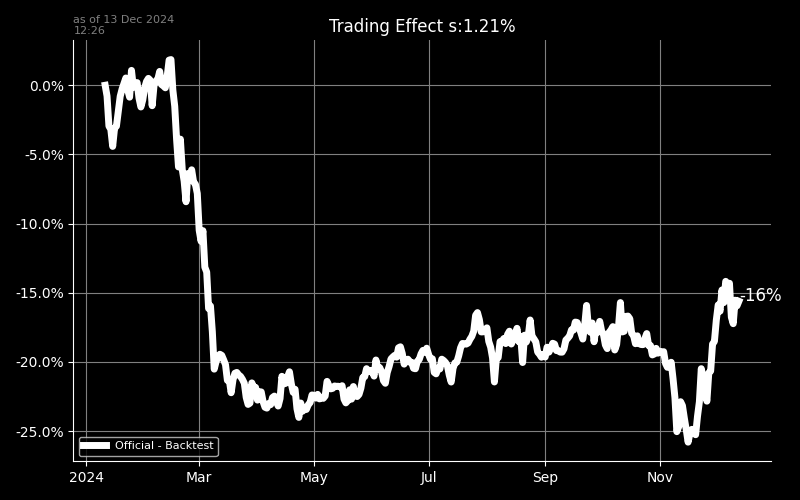 as of 13 Dec 2024
12:26
Trading Effect s:1.21%
0.0%
-5.0%
-10.0%
-15.0%
-16%
-20.0%
-25.0%
Official - Backtest
2024 Mar May Jul Sep Nov